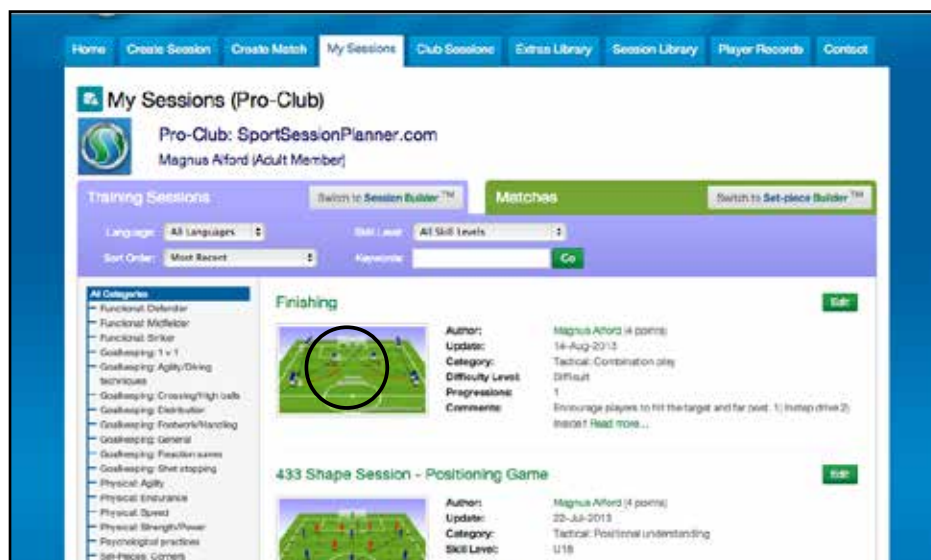 Home Create Session Create Match My Sessions Club Sessions Extras Library Session Library Player Records Contact
My Sessions (Pro-Club)
Pro-Club: SportSessionPlanner.com
Magnus Alford (Adult Member)
Training Sessions Switch to Session Builder ™ Matches Switch to Set-piece Builder ™
Language: All Languages Skill Level: All Skill Levels
Sort Order: Most Recent Keywords: Go
All Categories
Functional: Defender
Functional: Midfielder
Functional: Striker
Goalkeeping: 1 v 1
Goalkeeping: Agility/Diving
techniques
Goalkeeping: Crossing/High balls
Goalkeeping: Distribution
Goalkeeping: Footwork/Handling
Goalkeeping: General
Goalkeeping: Reaction saves
Goalkeeping: Shot stopping
Physical: Agility
Physical: Endurance
Physical: Speed
Physical: Strength/Power
Psychological practices
Set-Pieces: Corners
Finishing Edit
Author: Magnus Alford (4 points)
Update: 14-Aug-2013
Category: Tactical: Combination play
Difficulty Level: Difficult
Progressions: 1
Comments: Encourage players to hit the target and far post. 1) Instep drive 2)
Read more...
433 Shape Session - Positioning Game Edit
Author: Magnus Alford (4 points)
Update: 22-Jul-2013
Category: Tactical: Positional understanding
Skill Level: U18